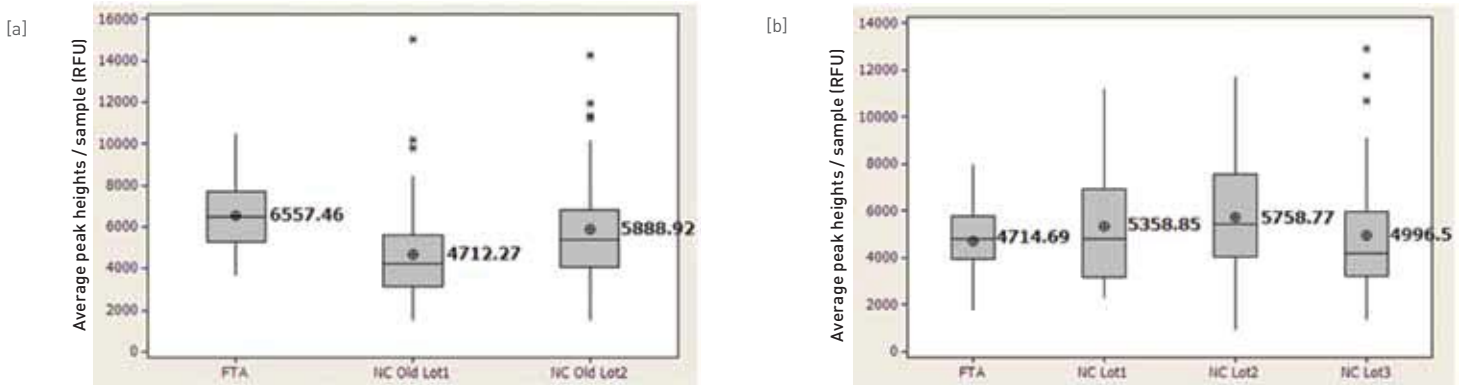 [a]
Average peak heights / sample (RFU)
16000
14000
12000
10000
8000
6000
4000
2000
0
6557.46
4712.27
5888.92
FTA
NC Old Lot1
NC Old Lot2
[b]
Average peak heights / sample (RFU)
14000
12000
10000
8000
6000
4000
2000
0
4714.69
5358.85
5758.77
4996.5
FTA
NC Lot1
NC Lot2
NC Lot3